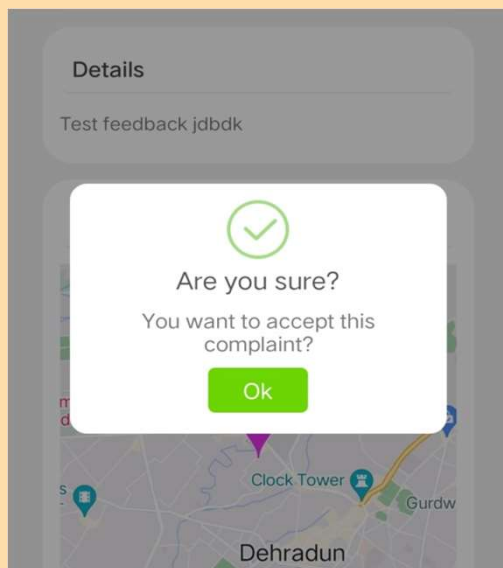 Details
Test feedback jdbdk
Are you sure?
You want to accept this
complaint?
Ok
Clock Tower
Gurdw
Dehradun